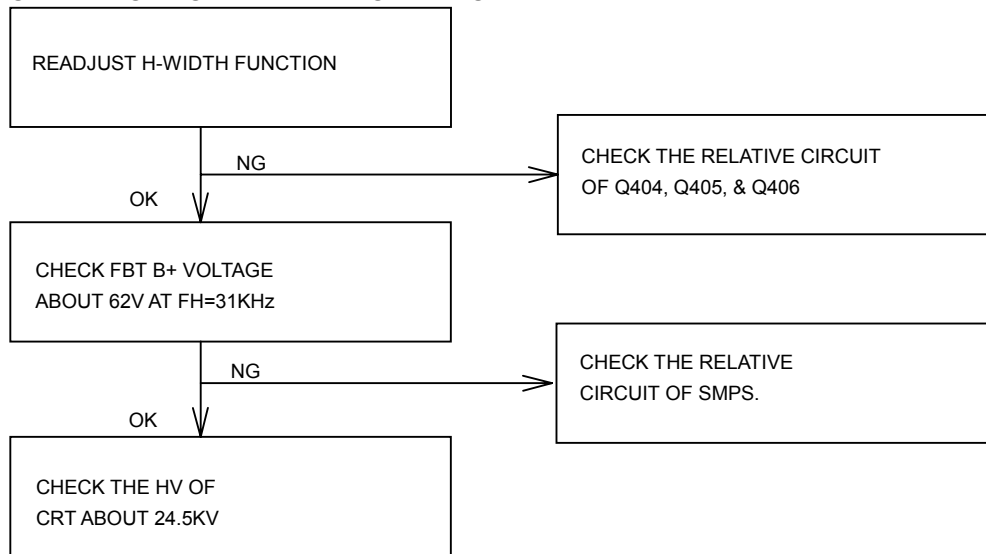 READJUST H-WIDTH FUNCTION
NG
CHECK THE RELATIVE CIRCUIT
OF Q404, Q405, & Q406
OK
CHECK FBT B+ VOLTAGE
ABOUT 62V AT FH=31KHz
NG
CHECK THE RELATIVE
CIRCUIT OF SMPS.
OK
CHECK THE HV OF
CRT ABOUT 24.5KV